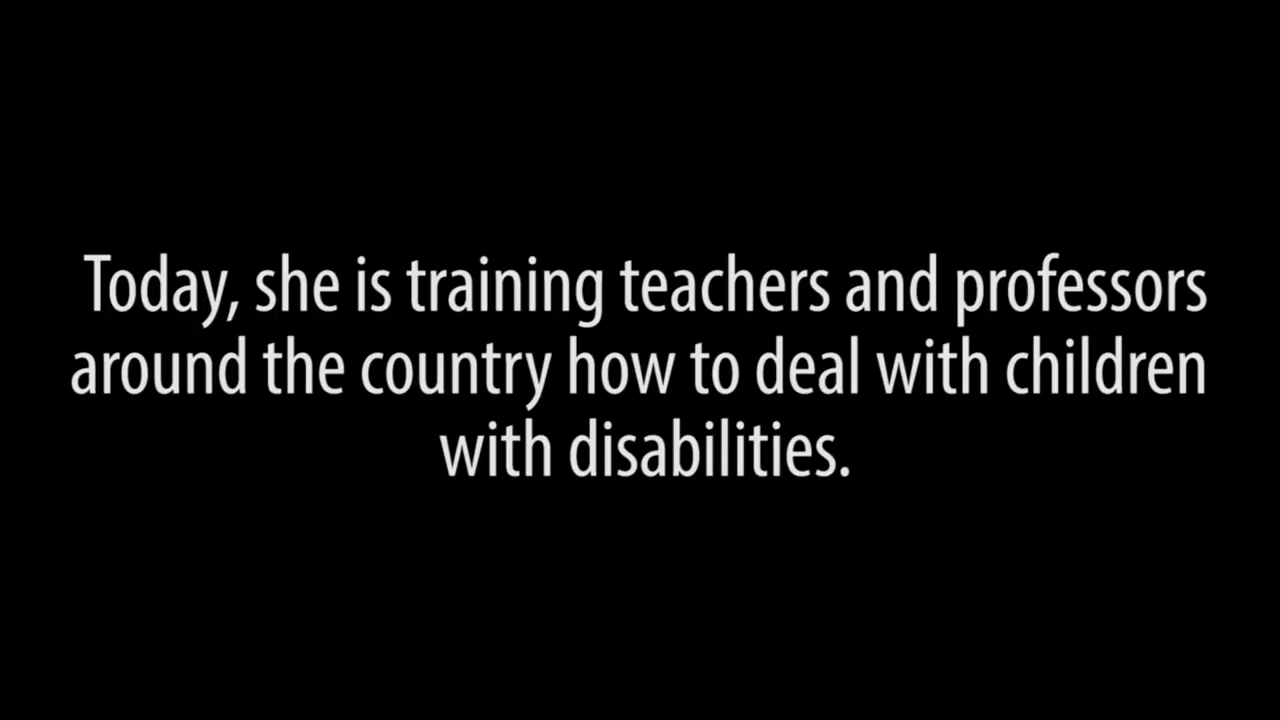 Today, she is training teachers and professors
around the country how to deal with children
with disabilities.